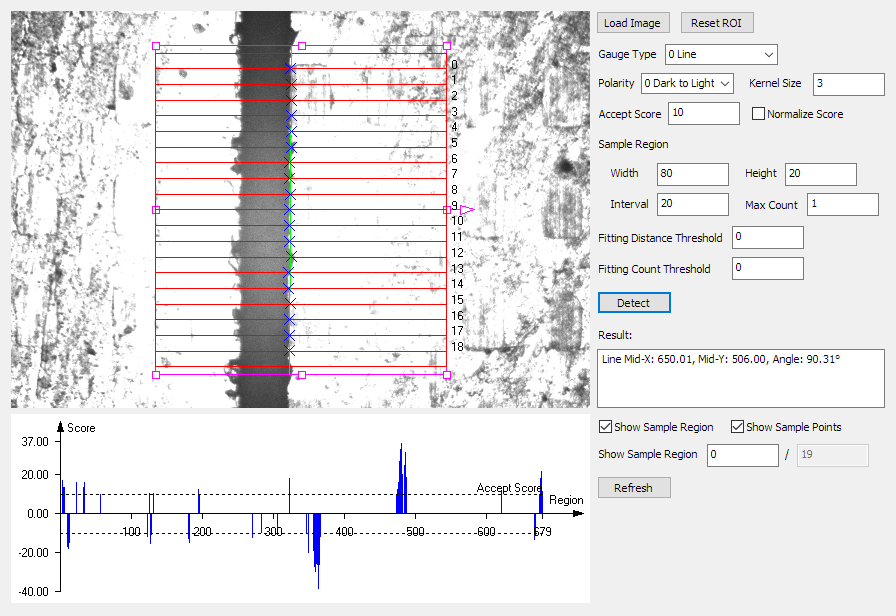 Load Image Reset ROI
Gauge Type 0 Line
Polarity 0 Dark to Light Kernel Size 3
Accept Score 10 Normalize Score
Sample Region
Width 80 Height 20
Interval 20 Max Count 1
Fitting Distance Threshold 0
Fitting Count Threshold 0
Detect
Result:
Line Mid-X: 650.01, Mid-Y: 506.00, Angle: 90.31°
Show Sample Region Show Sample Points
Show Sample Region 0 / 19
Refresh
0
1
2
3
4
5
6
7
8
9
10
11
12
13
14
15
16
17
18
Score
37.00
20.00
0.00
-20.00
-40.00
Accept Score
Region
100 200 300 400 500 600 679